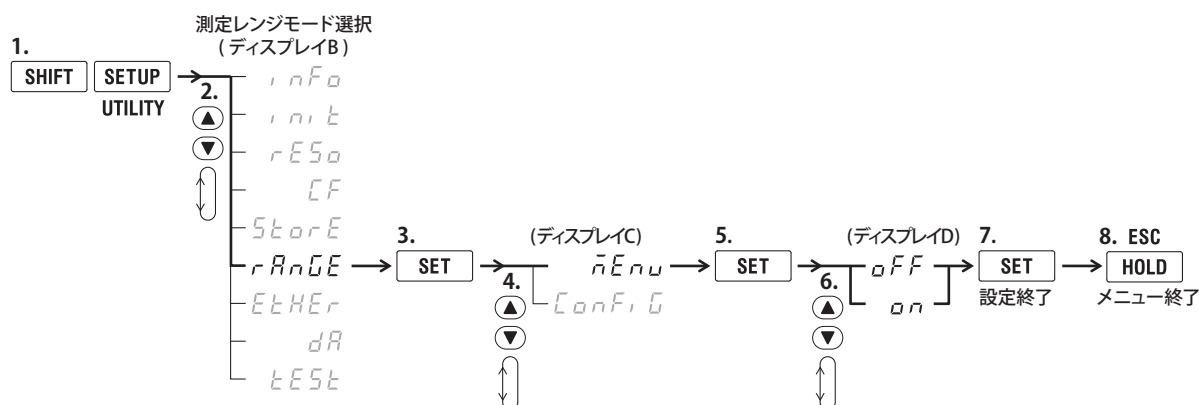 測定レンジモード選択
(ディスプレイB)
1.
SHIFT SETUP
UTILITY
2.
inFo
init
rESo
CF
StorE
rAnGE
EtHEr
dA
tESt
3.
SET
(ディスプレイC)
4.
mEnu
ConFiG
5.
SET
(ディスプレイD)
6.
oFF
on
7.
SET
設定終了
8. ESC
HOLD
メニュー終了